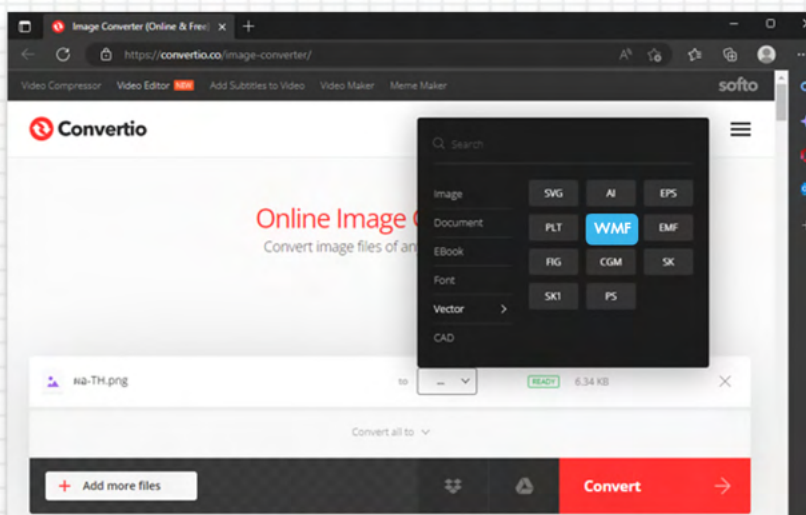 Image Converter (Online & Free)
https://convertio.co/image-converter/
Video Compressor Video Editor NEW Add Subtitles to Video Video Maker Meme Maker softo
Convertio
Search
Image SVG AI EPS
Document PLT WMF EMF
EBook FIG CGM SK
Font SK1 PS
Vector
CAD
Online Image
Convert image files of an
-TH.png to ... READY 6.34 KB
Convert all to
Add more files Convert